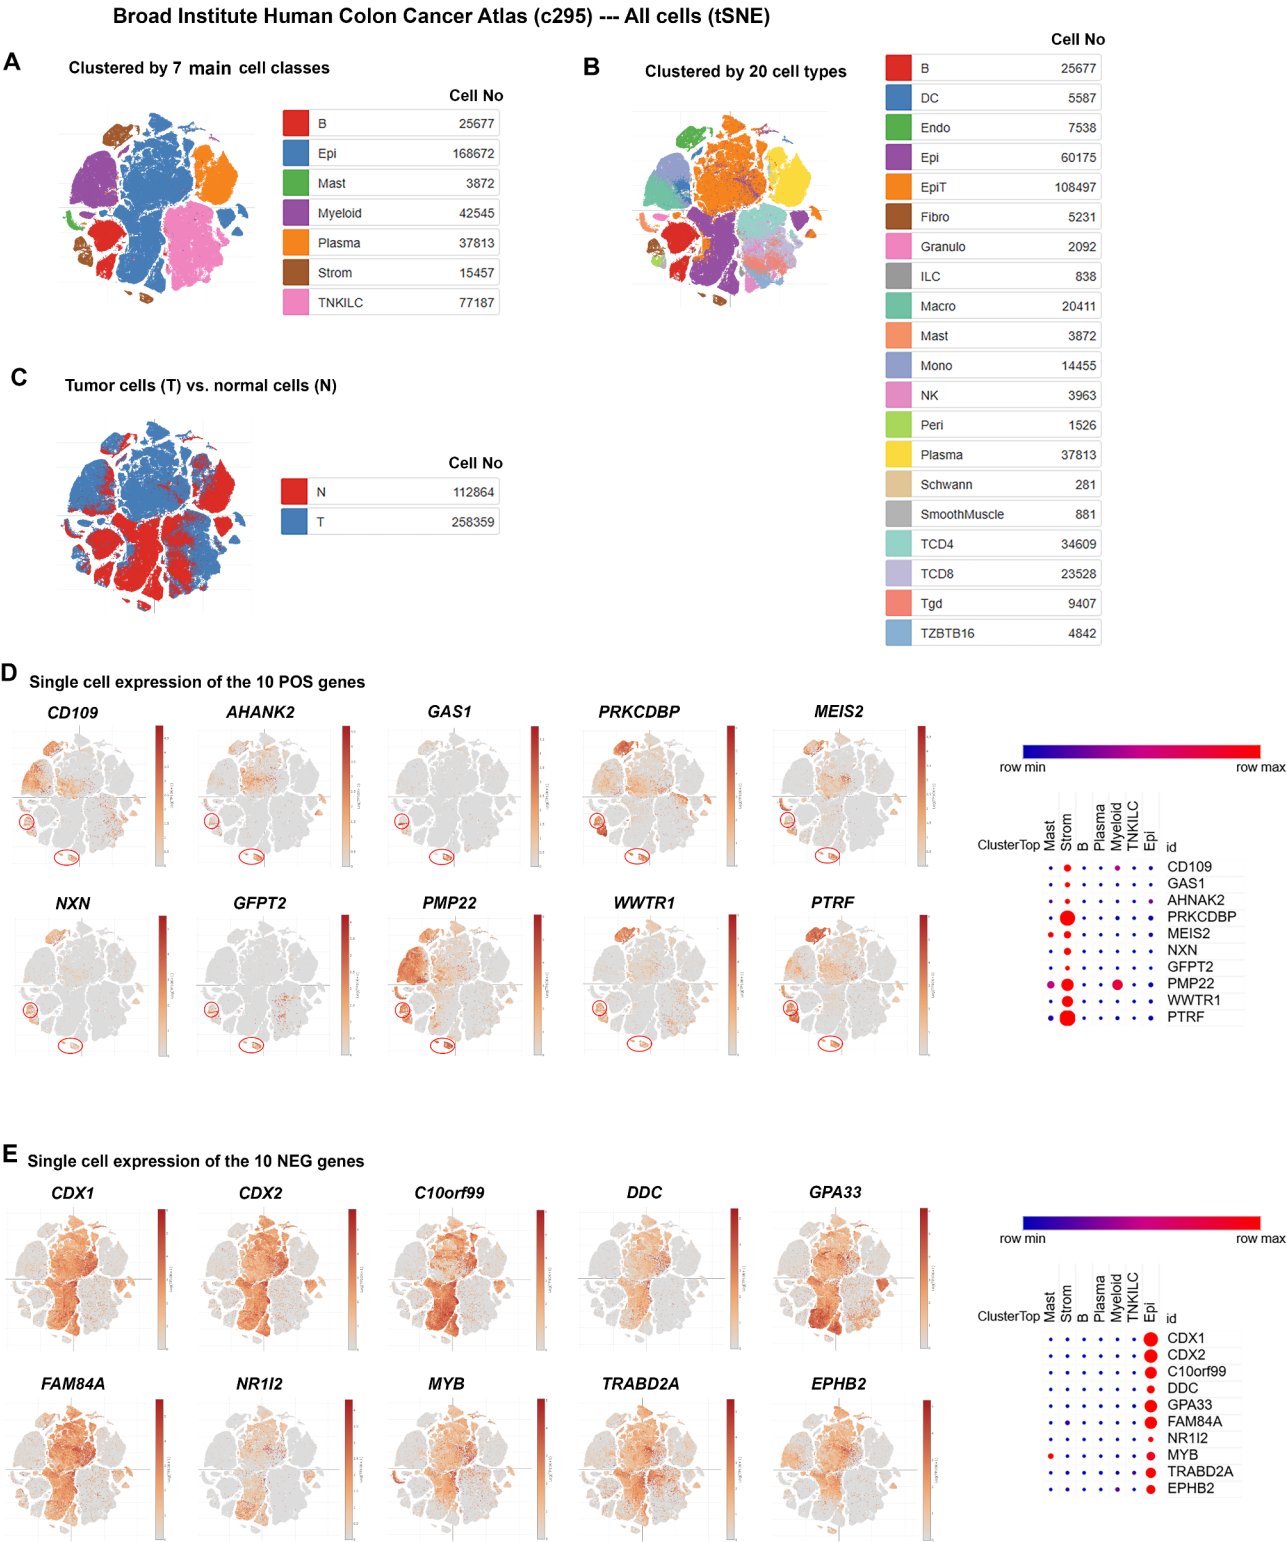 Broad Institute Human Colon Cancer Atlas (c295) --- All cells (tSNE)
A
Clustered by 7 main cell classes
Cell No
B 25677
Epi 168672
Mast 3872
Myeloid 42545
Plasma 37813
Strom 15457
TNKILC 77187
B
Clustered by 20 cell types
Cell No
B 25677
DC 5587
Endo 7538
Epi 60175
EpiT 108497
Fibro 5231
Granulo 2092
ILC 838
Macro 20411
Mast 3872
Mono 14455
NK 3963
Peri 1526
Plasma 37813
Schwann 281
SmoothMuscle 881
TCD4 34609
TCD8 23528
Tgd 9407
TZBTB16 4842
C
Tumor cells (T) vs. normal cells (N)
Cell No
N 112864
T 258359
D
Single cell expression of the 10 POS genes
CD109 AHANK2 GAS1 PRKCDBP MEIS2
NXN GFPT2 PMP22 WWTR1 PTRF
row min row max
ClusterTop Mast Strom B Plasma Myeloid TNKILC Epi id
CD109
GAS1
AHNAK2
PRKCDBP
MEIS2
NXN
GFPT2
PMP22
WWTR1
PTRF
E
Single cell expression of the 10 NEG genes
CDX1 CDX2 C10orf99 DDC GPA33
FAM84A NR1I2 MYB TRABD2A EPHB2
row min row max
ClusterTop Mast Strom B Plasma Myeloid TNKILC Epi id
CDX1
CDX2
C10orf99
DDC
GPA33
FAM84A
NR1I2
MYB
TRABD2A
EPHB2